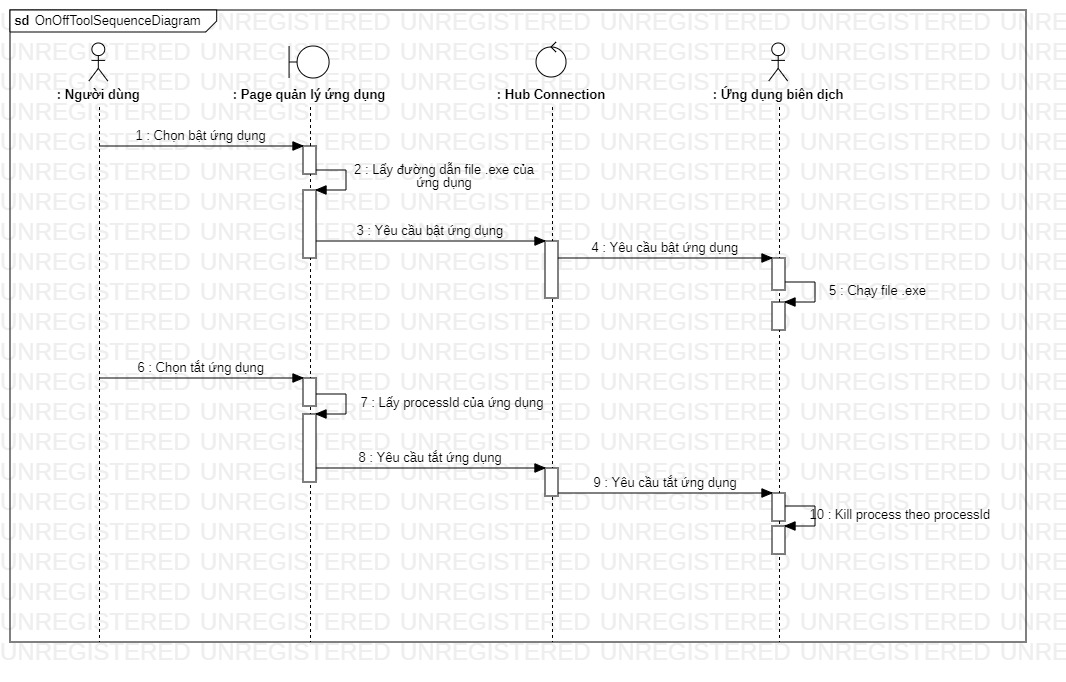 sd OnOffToolSequenceDiagram
: Người dùng
: Page quản lý ứng dụng
: Hub Connection
: Ứng dụng biên dịch
1 : Chọn bật ứng dụng
2 : Lấy đường dẫn file .exe của
ứng dụng
3 : Yêu cầu bật ứng dụng
4 : Yêu cầu bật ứng dụng
5 : Chạy file .exe
6 : Chọn tắt ứng dụng
7 : Lấy processId của ứng dụng
8 : Yêu cầu tắt ứng dụng
9 : Yêu cầu tắt ứng dụng
10 : Kill process theo processId
UNREGISTERED